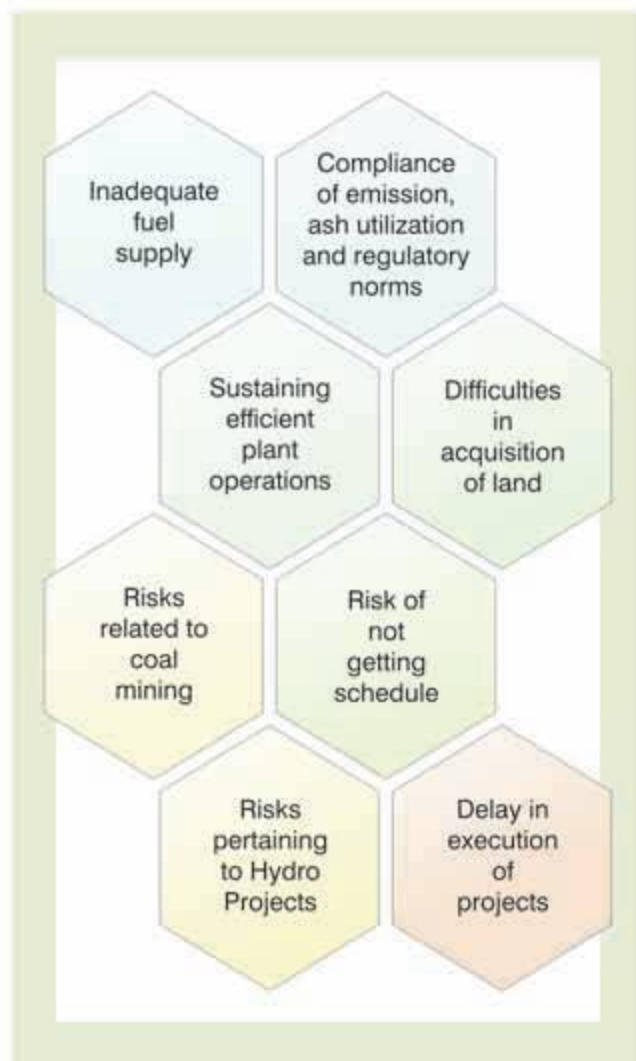 Inadequate
fuel
supply
Compliance
of emission,
ash utilization
and regulatory
norms
Sustaining
efficient
plant
operations
Difficulties
in
acquisition
of land
Risks
related to
coal
mining
Risk of
not
getting
schedule
Risks
pertaining
to Hydro
Projects
Delay in
execution
of
projects